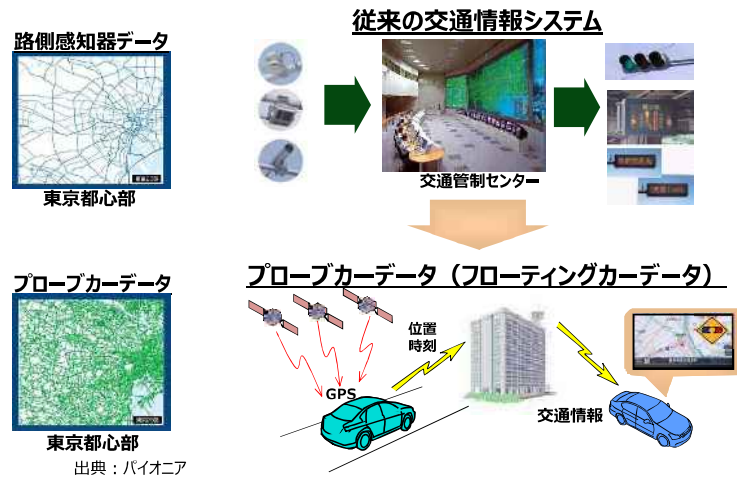 従来の交通情報システム
路側感知器データ
東京都心部
交通管制センター
プローブカーデータ
プローブカーデータ（フローティングカーデータ）
位置
時刻
GPS
交通情報
東京都心部
出典：パイオニア